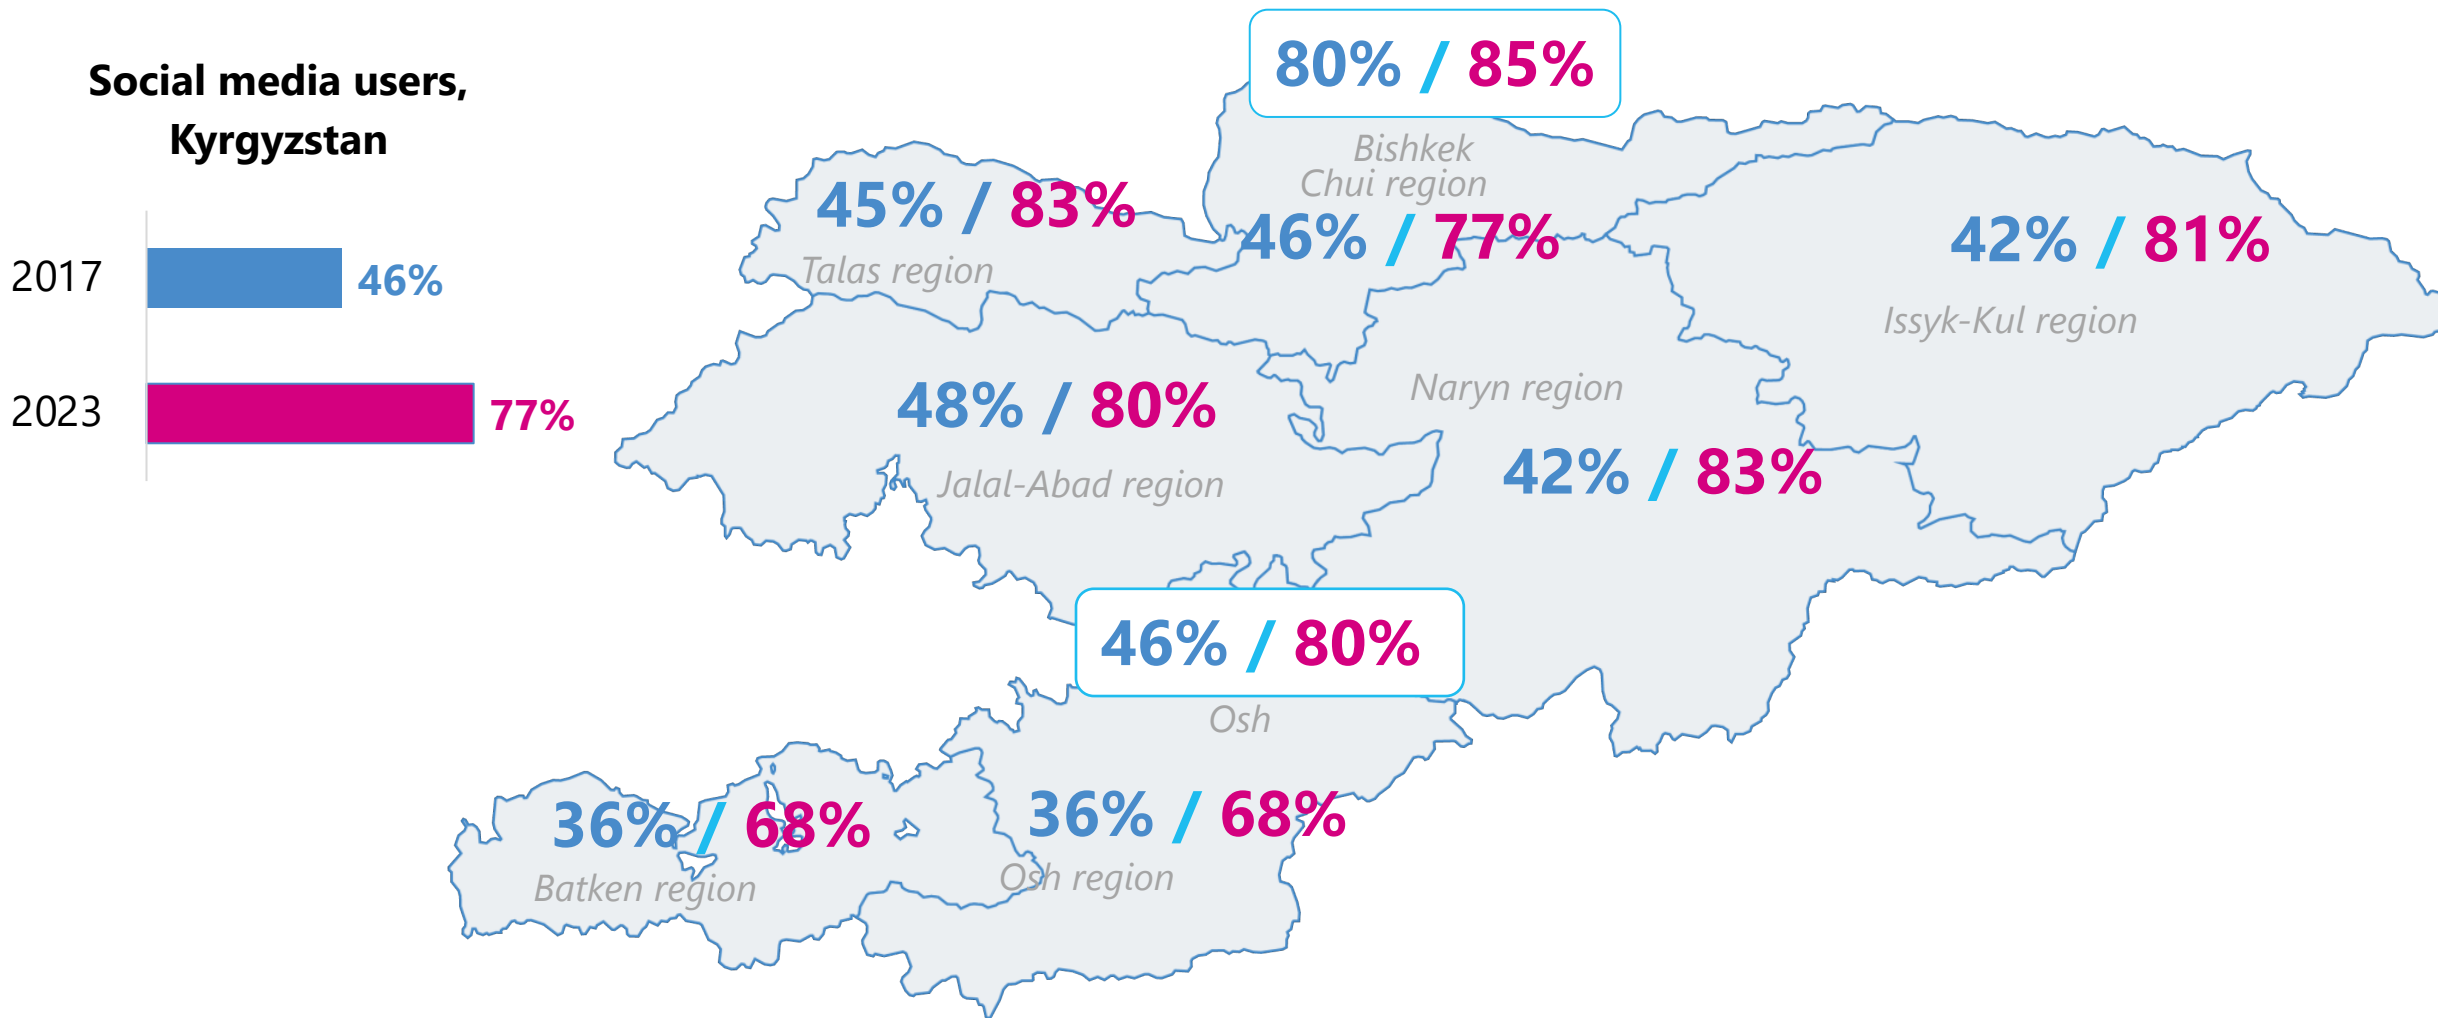 Social media users,
Kyrgyzstan
2017
46%
2023
77%
80% / 85%
Bishkek
Chui region
46% / 77%
45% / 83%
Talas region
42% / 81%
Issyk-Kul region
48% / 80%
Jalal-Abad region
Naryn region
42% / 83%
46% / 80%
Osh
36% / 68%
Batken region
36% / 68%
Osh region